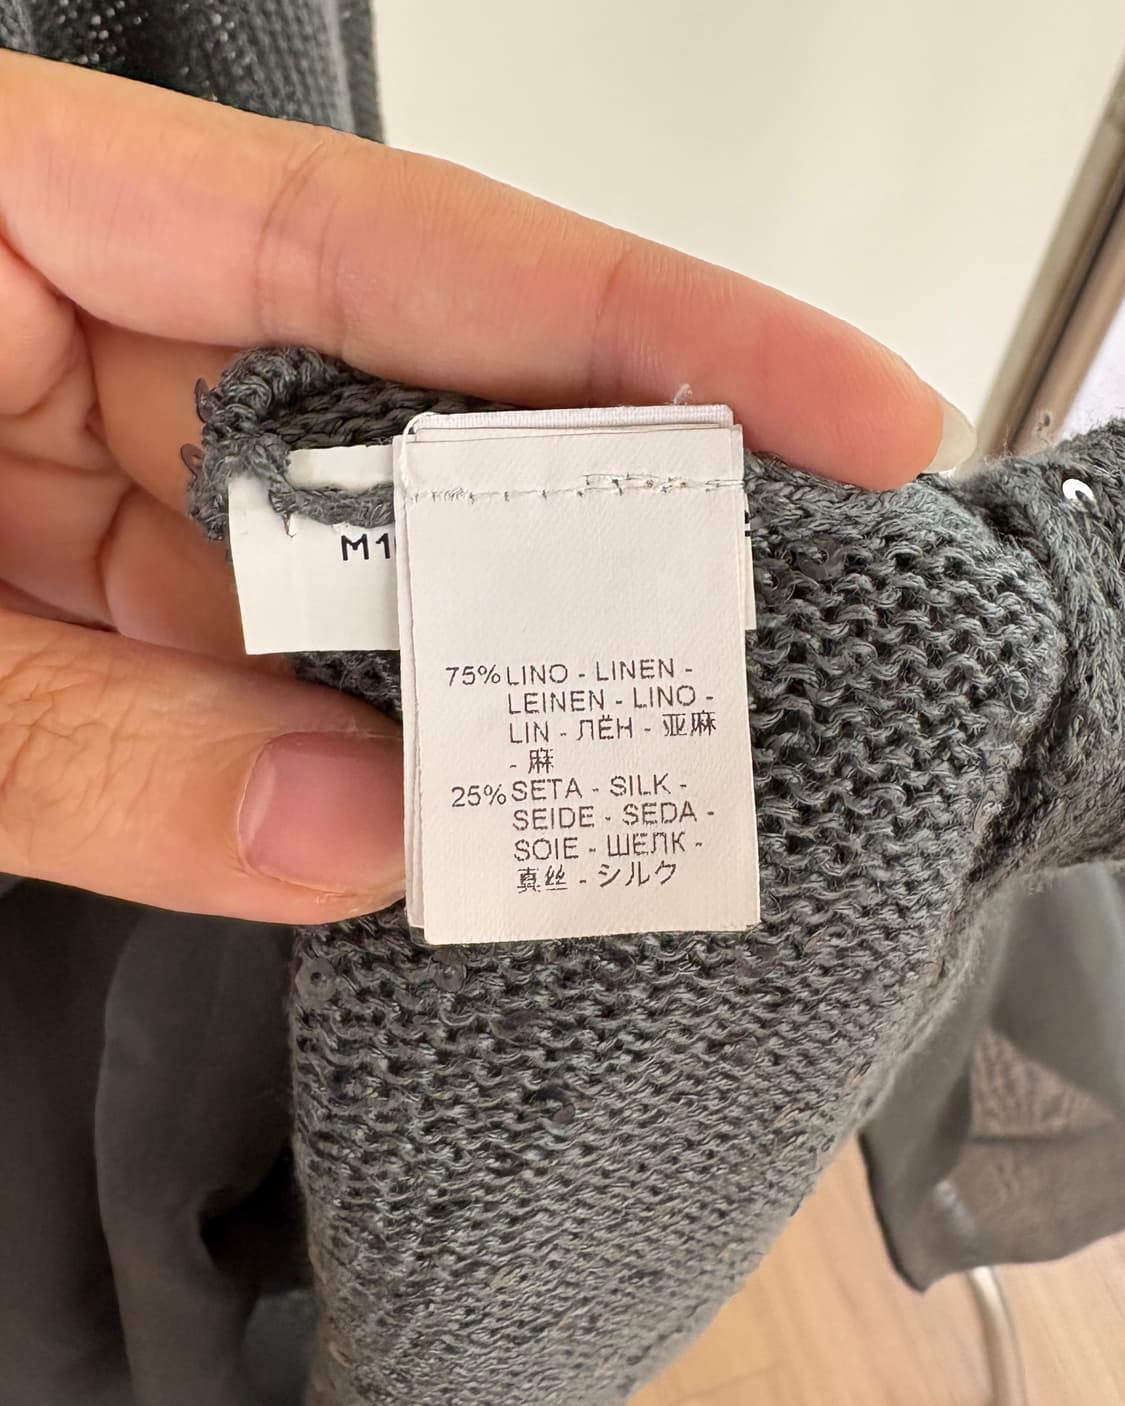 M1
75% LINO - LINEN -
LEINEN - LINO -
LIN - ЛЁН - 亚麻
- 麻
25% SETA - SILK -
SEIDE - SEDA -
SOIE - ШЕЛК -
真丝 - シルク